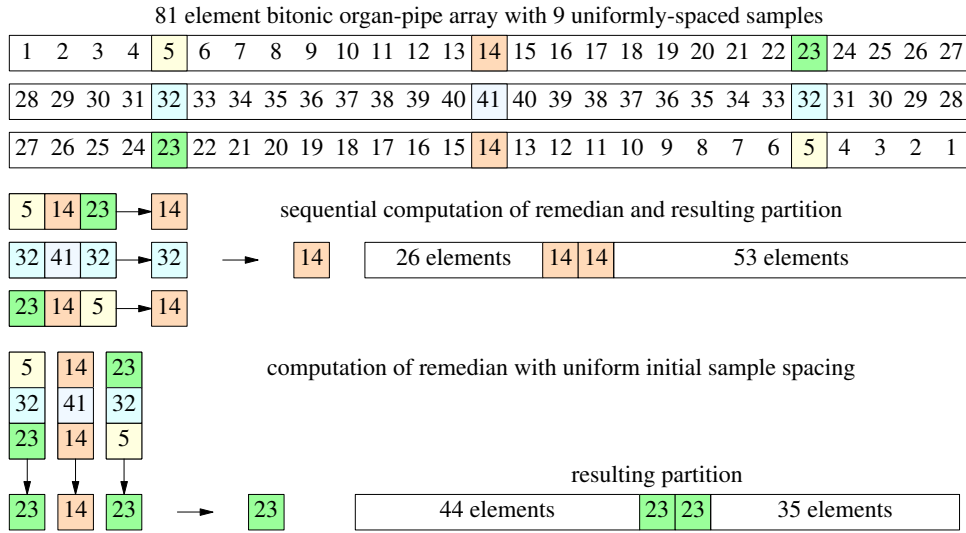 81 element bitonic organ-pipe array with 9 uniformly-spaced samples
1 2 3 4 5 6 7 8 9 10 11 12 13 14 15 16 17 18 19 20 21 22 23 24 25 26 27
28 29 30 31 32 33 34 35 36 37 38 39 40 41 40 39 38 37 36 35 34 33 32 31 30 29 28
27 26 25 24 23 22 21 20 19 18 17 16 15 14 13 12 11 10 9 8 7 6 5 4 3 2 1
5 14 23 14 sequential computation of remedian and resulting partition
32 41 32 32 14 26 elements 14 14 53 elements
23 14 5 14
5 14 23 computation of remedian with uniform initial sample spacing
32 41 32
23 14 5
resulting partition
23 14 23 23 44 elements 23 23 35 elements